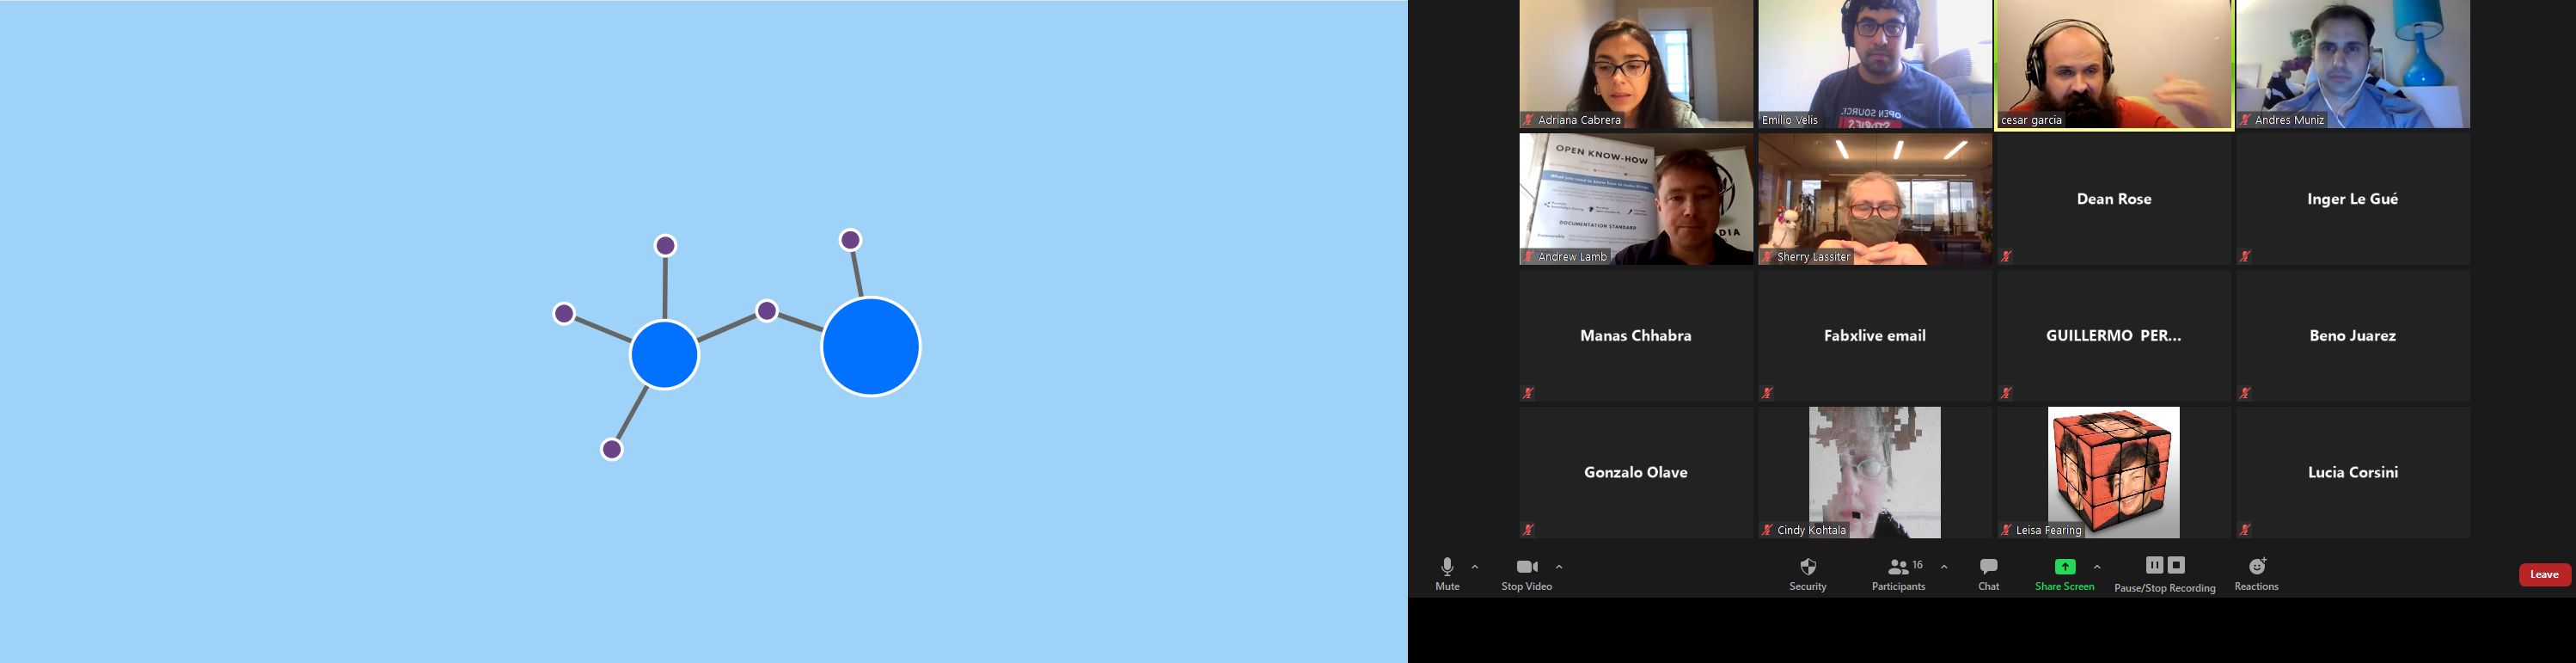 Adriana Cabrera
Emilio Velis
cesar garcia
Andres Muniz
OPEN KNOW-HOW
DOCUMENTATION STANDARD
Andrew Lamb
Sherry Lassiter
Dean Rose
Inger Le Gué
Manas Chhabra
Fabxlive email
GUILLERMO PER...
Beno Juarez
Gonzalo Olave
Cindy Kohtala
Leisa Fearing
Lucia Corsini
Mute
Stop Video
Security
16
Participants
Chat
Share Screen
Pause/Stop Recording
Reactions
Leave